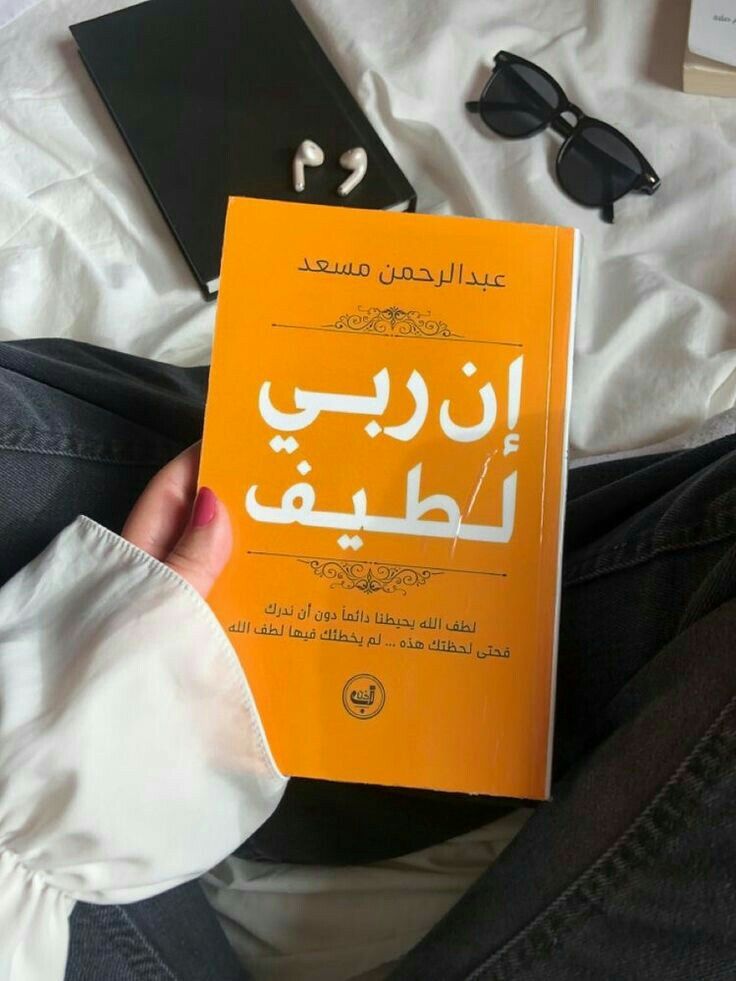 عبدالرحمن مسعد
إن ربي
لطيف
لطف الله يحيطنا دائماً دون أن ندرك
فحتى لحظتك هذه ... لم يخطئك فيها لطف الله